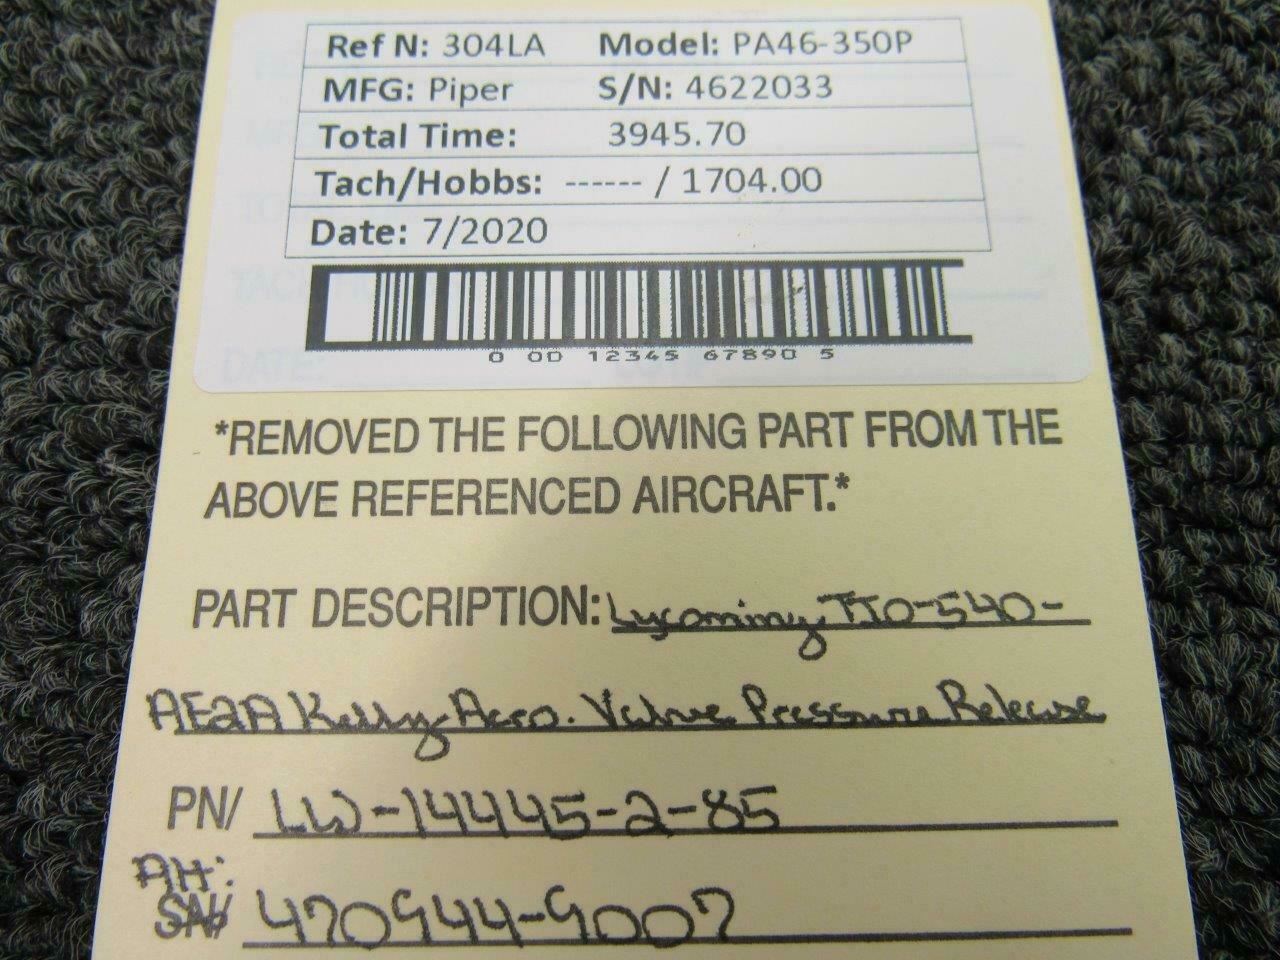 Ref N: 304LA Model: PA46-350P
MFG: Piper S/N: 4622033
Total Time: 3945.70
Tach/Hobbs: ------ / 1704.00
Date: 7/2020
0 0D 12345 67890 5
*REMOVED THE FOLLOWING PART FROM THE
ABOVE REFERENCED AIRCRAFT.*
PART DESCRIPTION: Lycoming TIO-540-
AE2A Kelly Aero. Valve Pressure Release
PN/ LW-14445-2-85
Alt:
470944-9007